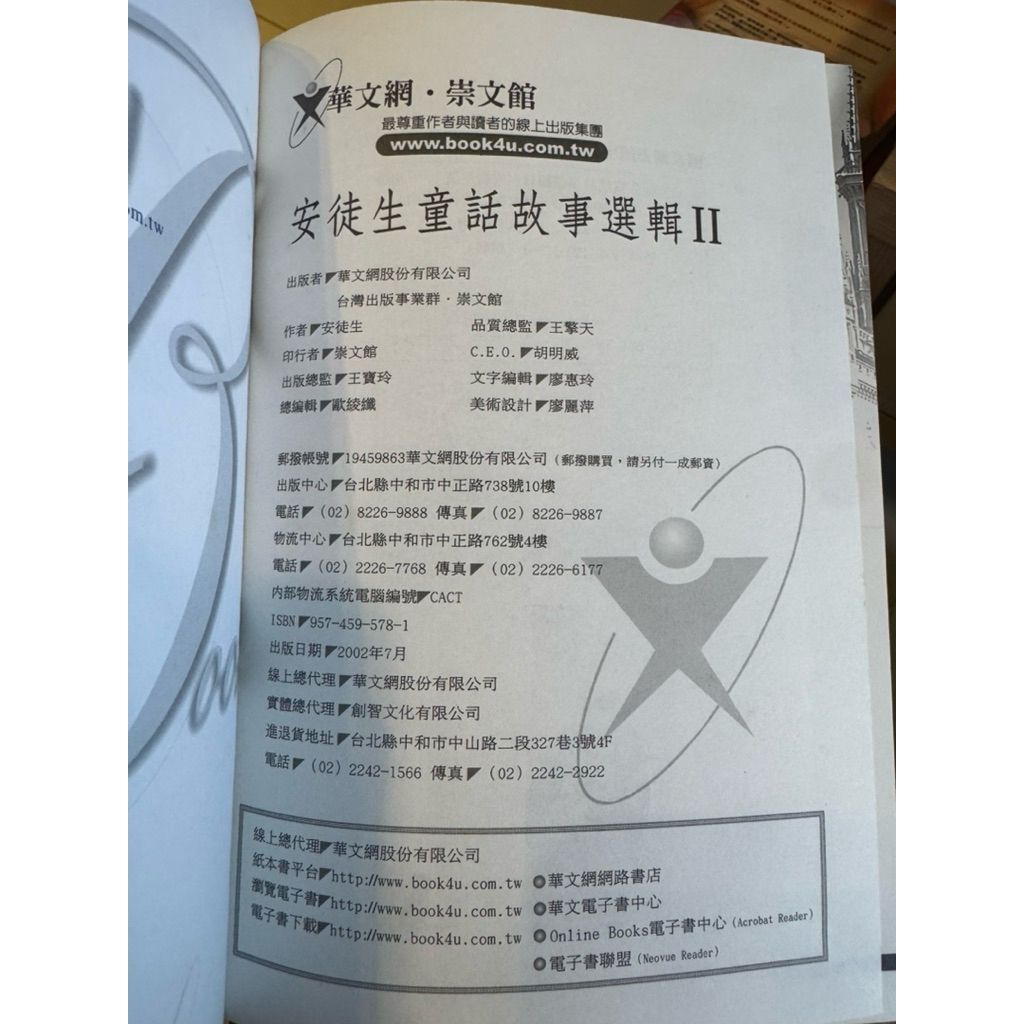 om.tw
華文網·崇文館
最尊重作者與讀者的線上出版集團
www.book4u.com.tw
安徒生童話故事選輯II
出版者◤華文網股份有限公司
台灣出版事業群·崇文館
作者◤安徒生 品質總監◤王擎天
印行者◤崇文館 C.E.O.◤胡明威
出版總監◤王寶玲 文字編輯◤廖惠玲
總編輯◤歐綾纖 美術設計◤廖麗萍
郵撥帳號◤19459863華文網股份有限公司(郵撥購買,請另付一成郵資)
出版中心◤台北縣中和市中正路738號10樓
電話◤(02)8226-9888 傳真◤(02)8226-9887
物流中心◤台北縣中和市中正路762號4樓
電話◤(02)2226-7768 傳真◤(02)2226-6177
內部物流系統電腦編號◤CACT
ISBN◤957-459-578-1
出版日期◤2002年7月
線上總代理◤華文網股份有限公司
實體總代理◤創智文化有限公司
進退貨地址◤台北縣中和市中山路二段327巷3號4F
電話◤(02)2242-1566 傳真◤(02)2242-2922
線上總代理◤華文網股份有限公司
紙本書平台◤http://www.book4u.com.tw ◎華文網網路書店
瀏覽電子書◤http://www.book4u.com.tw ◎華文電子書中心
電子書下載◤http://www.book4u.com.tw ◎Online Books電子書中心(Acrobat Reader)
◎電子書聯盟(Neovue Reader)